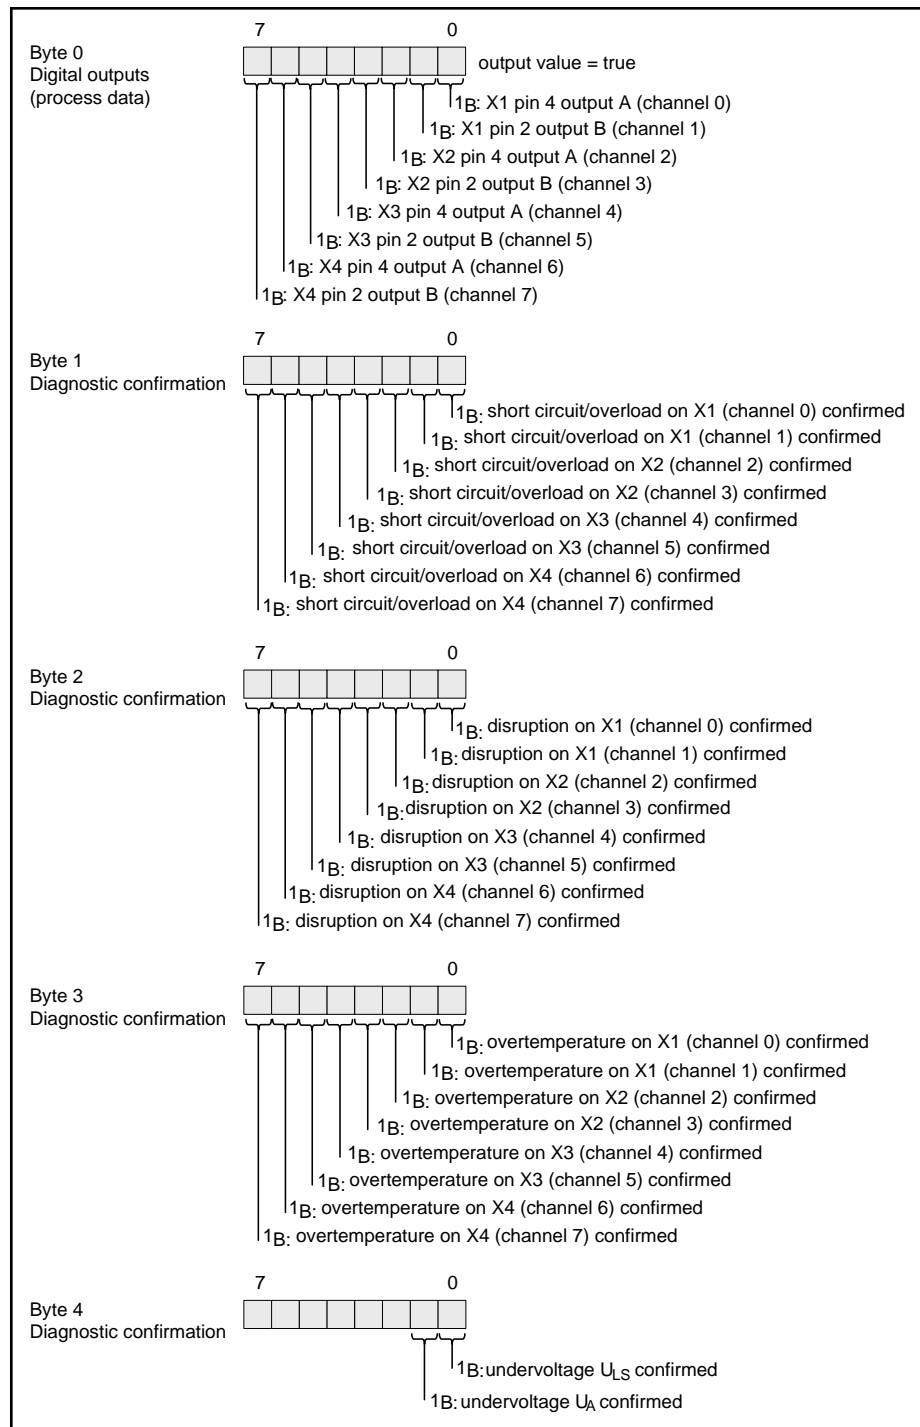 7 0
Byte 0
Digital outputs
(process data)
output value = true
1B: X1 pin 4 output A (channel 0)
1B: X1 pin 2 output B (channel 1)
1B: X2 pin 4 output A (channel 2)
1B: X2 pin 2 output B (channel 3)
1B: X3 pin 4 output A (channel 4)
1B: X3 pin 2 output B (channel 5)
1B: X4 pin 4 output A (channel 6)
1B: X4 pin 2 output B (channel 7)
7 0
Byte 1
Diagnostic confirmation
1B: short circuit/overload on X1 (channel 0) confirmed
1B: short circuit/overload on X1 (channel 1) confirmed
1B: short circuit/overload on X2 (channel 2) confirmed
1B: short circuit/overload on X2 (channel 3) confirmed
1B: short circuit/overload on X3 (channel 4) confirmed
1B: short circuit/overload on X3 (channel 5) confirmed
1B: short circuit/overload on X4 (channel 6) confirmed
1B: short circuit/overload on X4 (channel 7) confirmed
7 0
Byte 2
Diagnostic confirmation
1B: disruption on X1 (channel 0) confirmed
1B: disruption on X1 (channel 1) confirmed
1B: disruption on X2 (channel 2) confirmed
1B: disruption on X2 (channel 3) confirmed
1B: disruption on X3 (channel 4) confirmed
1B: disruption on X3 (channel 5) confirmed
1B: disruption on X4 (channel 6) confirmed
1B: disruption on X4 (channel 7) confirmed
7 0
Byte 3
Diagnostic confirmation
1B: overtemperature on X1 (channel 0) confirmed
1B: overtemperature on X1 (channel 1) confirmed
1B: overtemperature on X2 (channel 2) confirmed
1B: overtemperature on X2 (channel 3) confirmed
1B: overtemperature on X3 (channel 4) confirmed
1B: overtemperature on X3 (channel 5) confirmed
1B: overtemperature on X4 (channel 6) confirmed
1B: overtemperature on X4 (channel 7) confirmed
7 0
Byte 4
Diagnostic confirmation
1B:undervoltage ULS confirmed
1B:undervoltage UA confirmed